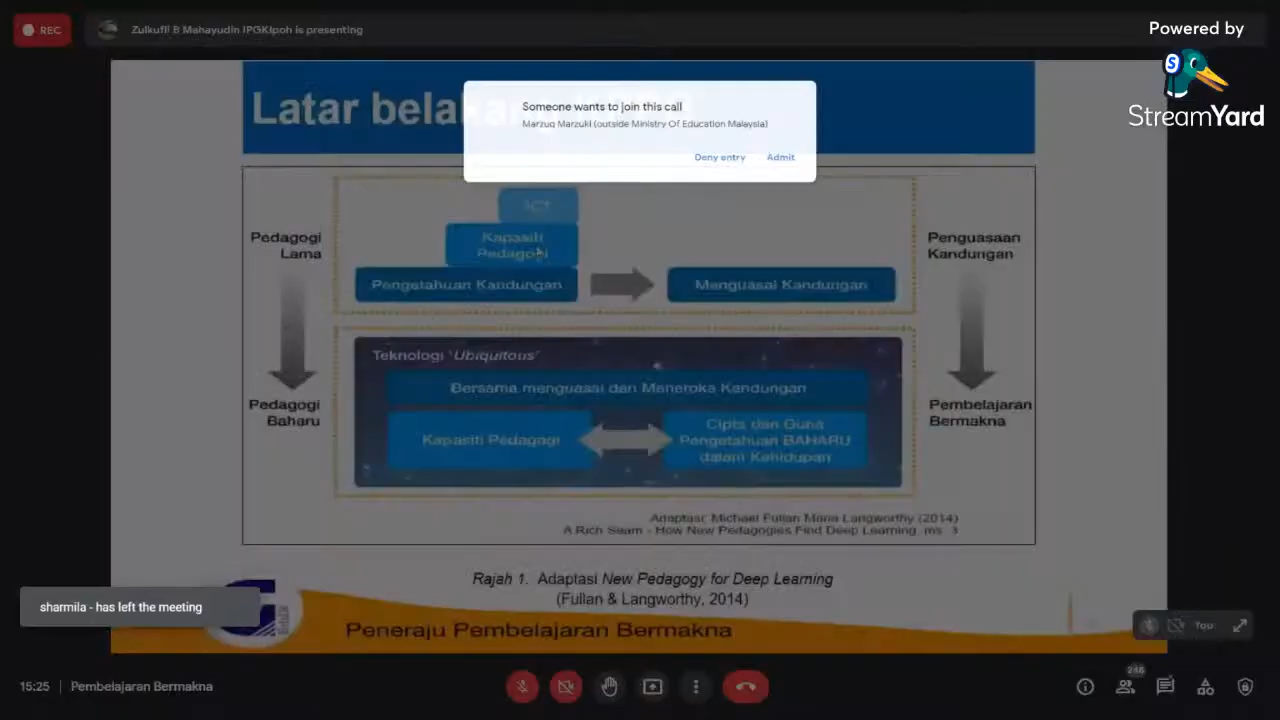 REC
Zulkufli B Mahayudin IPGKIpoh is presenting
Powered by
StreamYard
Latar belak
Someone wants to join this call
Marzuq Marzuki (outside Ministry Of Education Malaysia)
Deny entry Admit
Pedagogi
Lama
ICT
Kapasiti
Pedagogi
Pengetahuan Kandungan
Menguasai Kandungan
Penguasaan
Kandungan
Pedagogi
Baharu
Teknologi 'Ubiquitous'
Bersama menguasai dan Meneroka Kandungan
Kapasiti Pedagagi
Cipta dan Guna
Pengetahuan BAHARU
dalam Kehidupan
Pembelajaran
Bermakna
Adaptasi: Michael Fullan Maria Langworthy (2014)
A Rich Seam - How New Pedagogies Find Deep Learning, ms. 3
Rajah 1. Adaptasi New Pedagogy for Deep Learning
(Fullan & Langworthy, 2014)
sharmila - has left the meeting
Peneraju Pembelajaran Bermakna
You
15:25 | Pembelajaran Bermakna
246